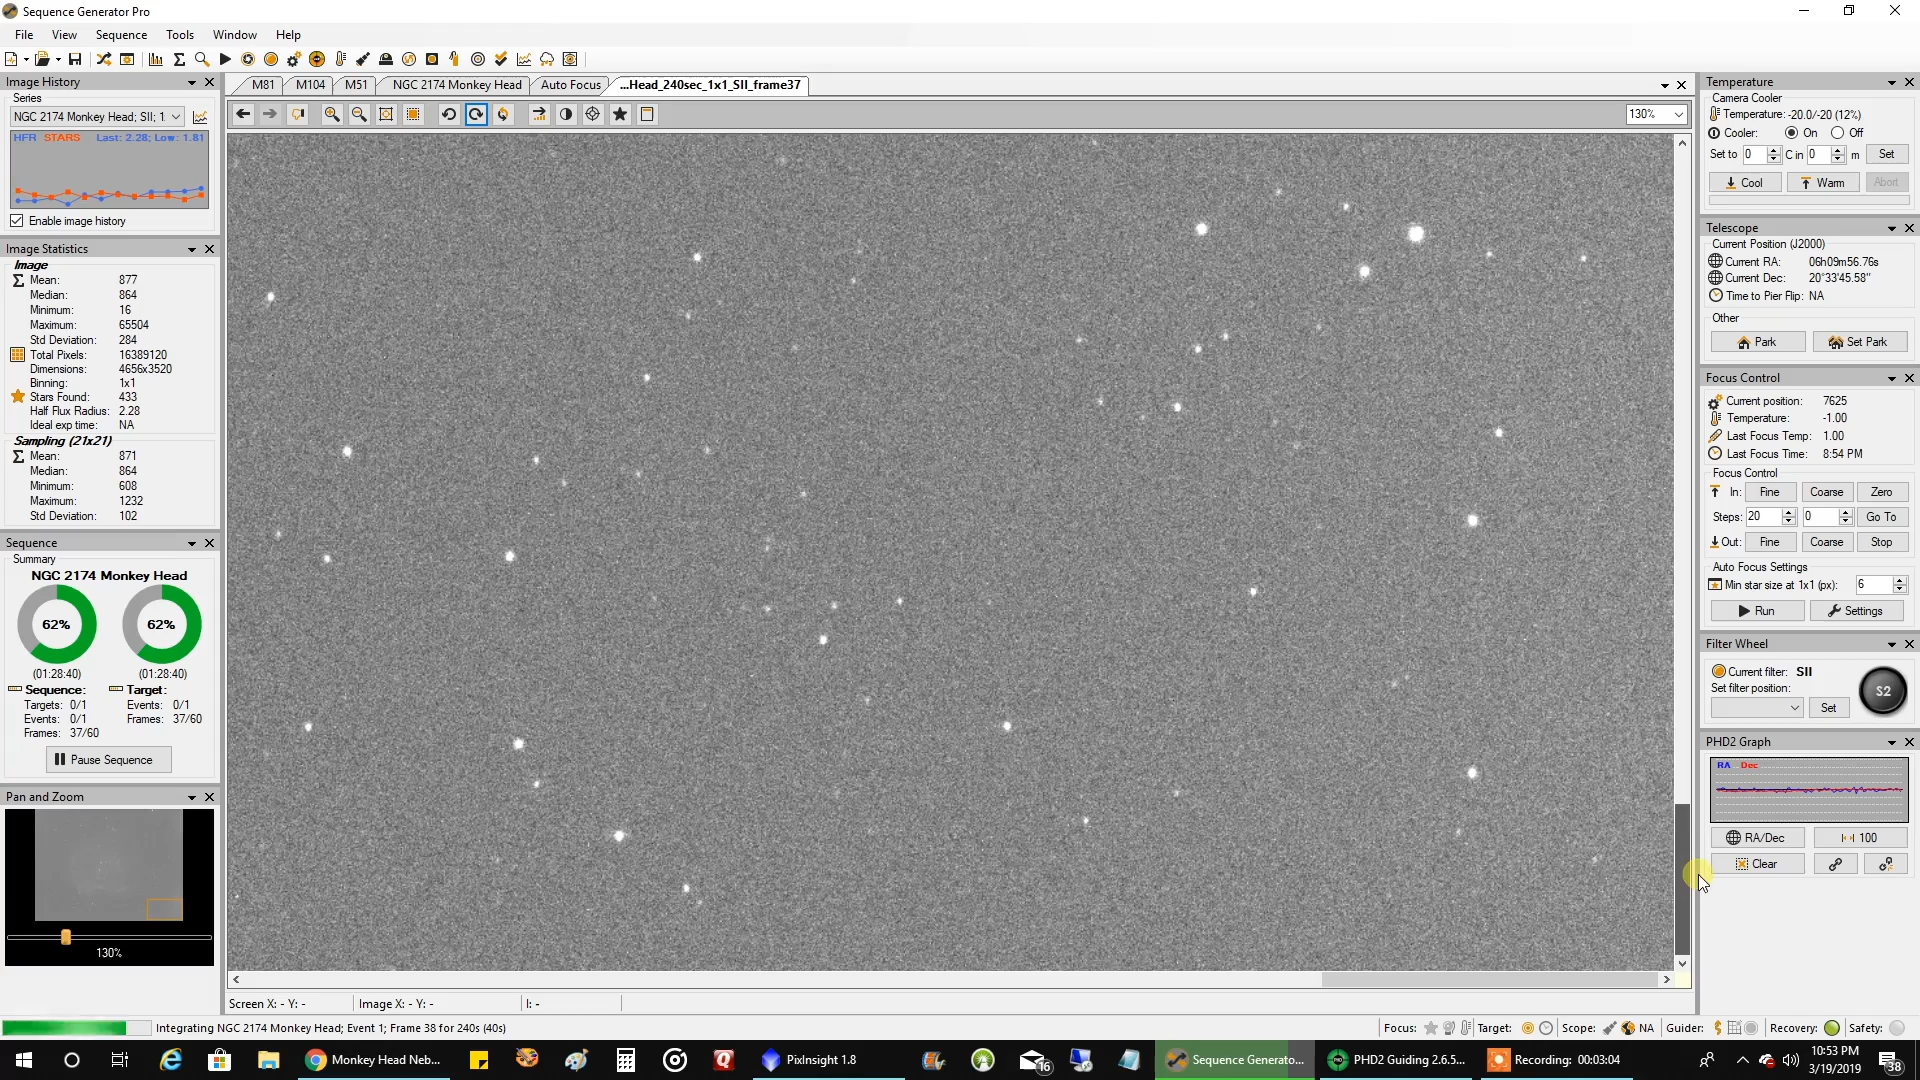 Sequence Generator Pro
File View Sequence Tools Window Help
Image History
Series
NGC 2174 Monkey Head; SII; 1
HFR STARS Last: 2.28; Low: 1.81
Enable image history
Image Statistics
Image
Mean: 877
Median: 864
Minimum: 16
Maximum: 65504
Std Deviation: 284
Total Pixels: 16389120
Dimensions: 4656x3520
Binning: 1x1
Stars Found: 433
Half Flux Radius: 2.28
Ideal exp time: NA
Sampling (21x21)
Mean: 871
Median: 864
Minimum: 608
Maximum: 1232
Std Deviation: 102
Sequence
Summary
NGC 2174 Monkey Head
62% 62%
(01:28:40) (01:28:40)
Sequence: Target:
Targets: 0/1 Events: 0/1
Events: 0/1 Frames: 37/60
Frames: 37/60
Pause Sequence
Pan and Zoom
130%
M81 M104 M51 NGC 2174 Monkey Head Auto Focus ...Head_240sec_1x1_SII_frame37
130%
Screen X: - Y: - Image X: - Y: - I: -
Temperature
Camera Cooler
Temperature: -20.0/-20 (12%)
Cooler: On Off
Set to 0 C in 0 m Set
Cool Warm Abort
Telescope
Current Position (J2000)
Current RA: 06h09m56.76s
Current Dec: 20°33'45.58"
Time to Pier Flip: NA
Other
Park Set Park
Focus Control
Current position: 7625
Temperature: -1.00
Last Focus Temp: 1.00
Last Focus Time: 8:54 PM
Focus Control
In: Fine Coarse Zero
Steps: 20 0 Go To
Out: Fine Coarse Stop
Auto Focus Settings
Min star size at 1x1 (px): 6
Run Settings
Filter Wheel
Current filter: SII
Set filter position:
Set
S2
PHD2 Graph
RA Dec
RA/Dec 100
Clear
Integrating NGC 2174 Monkey Head; Event 1; Frame 38 for 240s (40s)
Focus: Target: Scope: NA Guider: Recovery: Safety:
Monkey Head Neb... PixInsight 1.8 16 Sequence Generato... PHD2 Guiding 2.6.5... Recording: 00:03:04
10:53 PM
3/19/2019
38